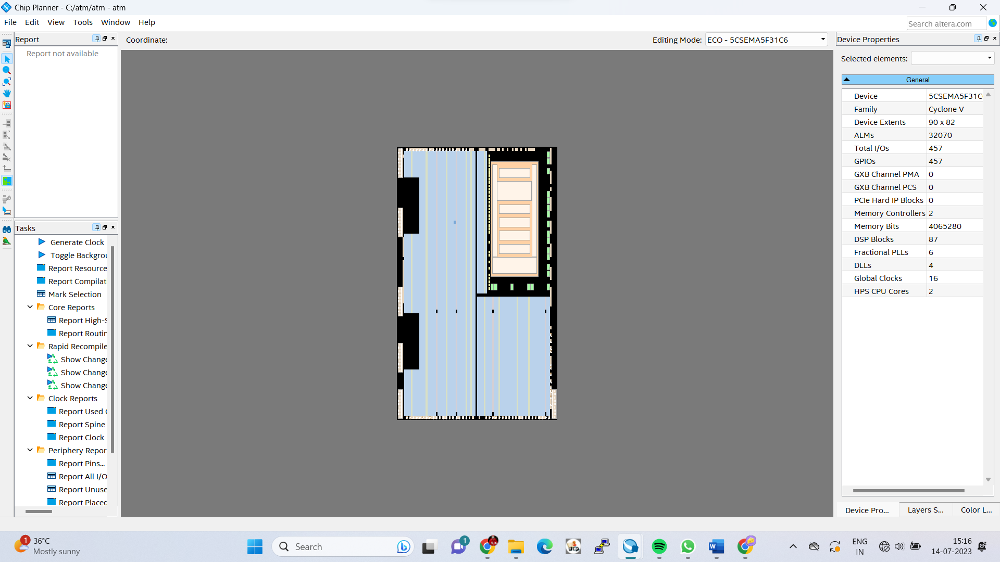 Chip Planner - C:/atm/atm - atm
File Edit View Tools Window Help
Search altera.com
Report
Report not available
Coordinate:
Editing Mode: ECO - 5CSEMA5F31C6
Device Properties
Selected elements:
General
Device 5CSEMA5F31C
Family Cyclone V
Device Extents 90 x 82
ALMs 32070
Total I/Os 457
GPIOs 457
GXB Channel PMA 0
GXB Channel PCS 0
PCIe Hard IP Blocks 0
Memory Controllers 2
Memory Bits 4065280
DSP Blocks 87
Fractional PLLs 6
DLLs 4
Global Clocks 16
HPS CPU Cores 2
Tasks
Generate Clock
Toggle Backgrou
Report Resource
Report Compilat
Mark Selection
Core Reports
Report High-S
Report Routin
Rapid Recompile
Show Change
Show Change
Show Change
Clock Reports
Report Used
Report Spine
Report Clock
Periphery Repor
Report Pins...
Report All I/O
Report Unuse
Report Placed
Device Pro... Layers S... Color L...
1
36°C
Mostly sunny
Search
1
ENG
IN
15:16
14-07-2023